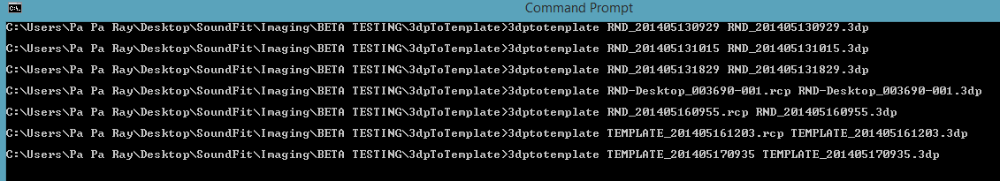 Command Prompt
C:\Users\Pa Pa Ray\Desktop\SoundFit\Imaging\BETA TESTING\3dpToTemplate>3dptotemplate RND_201405130929 RND_201405130929.3dp
C:\Users\Pa Pa Ray\Desktop\SoundFit\Imaging\BETA TESTING\3dpToTemplate>3dptotemplate RND_201405131015 RND_201405131015.3dp
C:\Users\Pa Pa Ray\Desktop\SoundFit\Imaging\BETA TESTING\3dpToTemplate>3dptotemplate RND_201405131829 RND_201405131829.3dp
C:\Users\Pa Pa Ray\Desktop\SoundFit\Imaging\BETA TESTING\3dpToTemplate>3dptotemplate RND-Desktop_003690-001.rcp RND-Desktop_003690-001.3dp
C:\Users\Pa Pa Ray\Desktop\SoundFit\Imaging\BETA TESTING\3dpToTemplate>3dptotemplate RND_201405160955.rcp RND_201405160955.3dp
C:\Users\Pa Pa Ray\Desktop\SoundFit\Imaging\BETA TESTING\3dpToTemplate>3dptotemplate TEMPLATE_201405161203.rcp TEMPLATE_201405161203.3dp
C:\Users\Pa Pa Ray\Desktop\SoundFit\Imaging\BETA TESTING\3dpToTemplate>3dptotemplate TEMPLATE_201405170935 TEMPLATE_201405170935.3dp